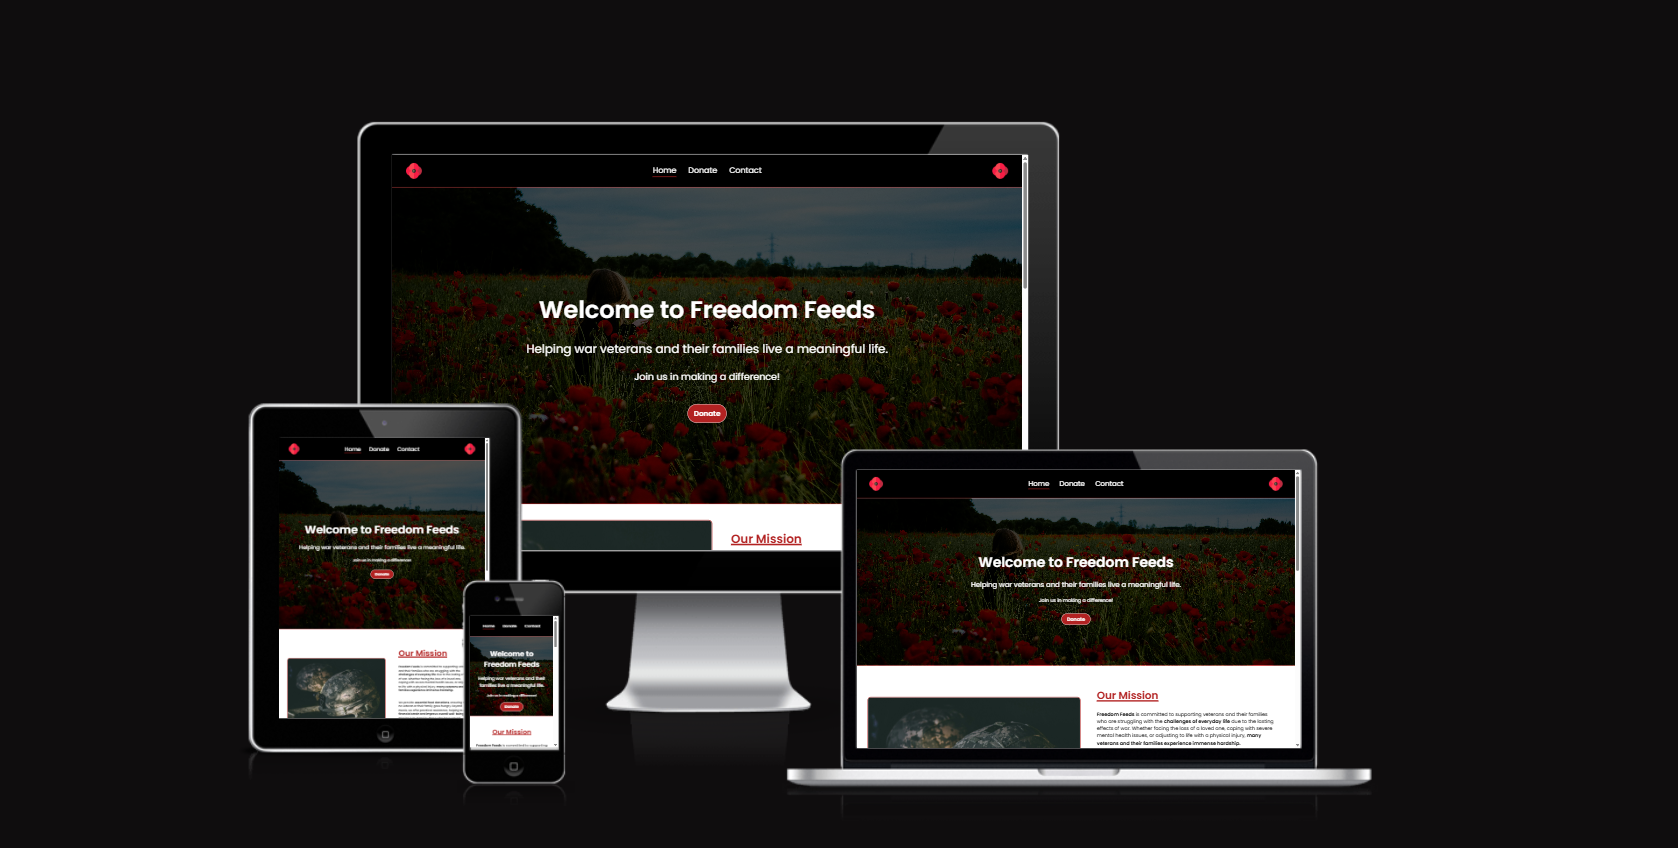 Home Donate Contact
Welcome to Freedom Feeds
Helping war veterans and their families live a meaningful life.
Join us in making a difference!
Donate
Our Mission
Home Donate Contact
Welcome to Freedom Feeds
Helping war veterans and their families live a meaningful life.
Join us in making a difference!
Donate
Our Mission
Home Donate Contact
Welcome to
Freedom Feeds
Helping war veterans and their
families live a meaningful life.
Join us in making a difference!
Donate
Our Mission
Freedom Feeds is committed to supporting
Home Donate Contact
Welcome to Freedom Feeds
Helping war veterans and their families live a meaningful life.
Join us in making a difference!
Donate
Our Mission
Freedom Feeds is committed to supporting veterans and their families
who are struggling with the challenges of everyday life due to the lasting
effects of war. Whether facing the loss of a loved one, coping with severe
mental health issues, or adjusting to life with a physical injury, many
veterans and their families experience immense hardship.